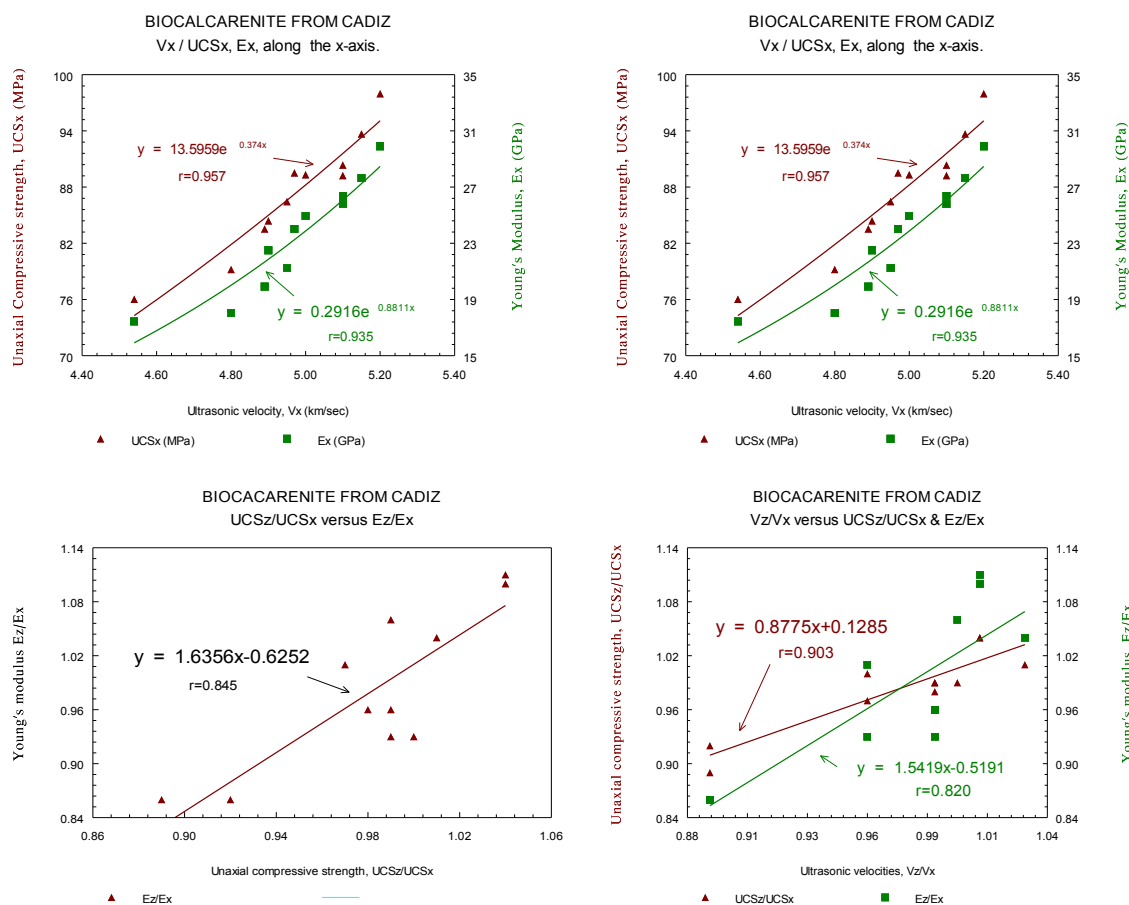 BIOCALCARENITE FROM CADIZ
Vx / UCSx, Ex, along the x-axis.
Unaxial Compressive strength, UCSx (MPa)
100
94
88
82
76
70
35
31
27
23
19
15
Young's Modulus, Ex (GPa)
y = 13.5959e 0.374x
r=0.957
y = 0.2916e 0.8811x
r=0.935
4.40 4.60 4.80 5.00 5.20 5.40
Ultrasonic velocity, Vx (km/sec)
UCSx (MPa) Ex (GPa)
BIOCALCARENITE FROM CADIZ
Vx / UCSx, Ex, along the x-axis.
Unaxial Compressive strength, UCSx (MPa)
100
94
88
82
76
70
35
31
27
23
19
15
Young's Modulus, Ex (GPa)
y = 13.5959e 0.374x
r=0.957
y = 0.2916e 0.8811x
r=0.935
4.40 4.60 4.80 5.00 5.20 5.40
Ultrasonic velocity, Vx (km/sec)
UCSx (MPa) Ex (GPa)
BIOCACARENITE FROM CADIZ
UCSz/UCSx versus Ez/Ex
Young's modulus Ez/Ex
1.14
1.08
1.02
0.96
0.90
0.84
y = 1.6356x-0.6252
r=0.845
0.86 0.90 0.94 0.98 1.02 1.06
Unaxial compressive strength, UCSz/UCSx
Ez/Ex
BIOCACARENITE FROM CADIZ
Vz/Vx versus UCSz/UCSx & Ez/Ex
Unaxial compressive strength, UCSz/UCSx
1.14
1.08
1.02
0.96
0.90
0.84
1.14
1.08
1.02
0.96
0.90
0.84
Young's modulus, Ez/Ex
y = 0.8775x+0.1285
r=0.903
y = 1.5419x-0.5191
r=0.820
0.88 0.91 0.93 0.96 0.99 1.01 1.04
Ultrasonic velocities, Vz/Vx
UCSz/UCSx Ez/Ex